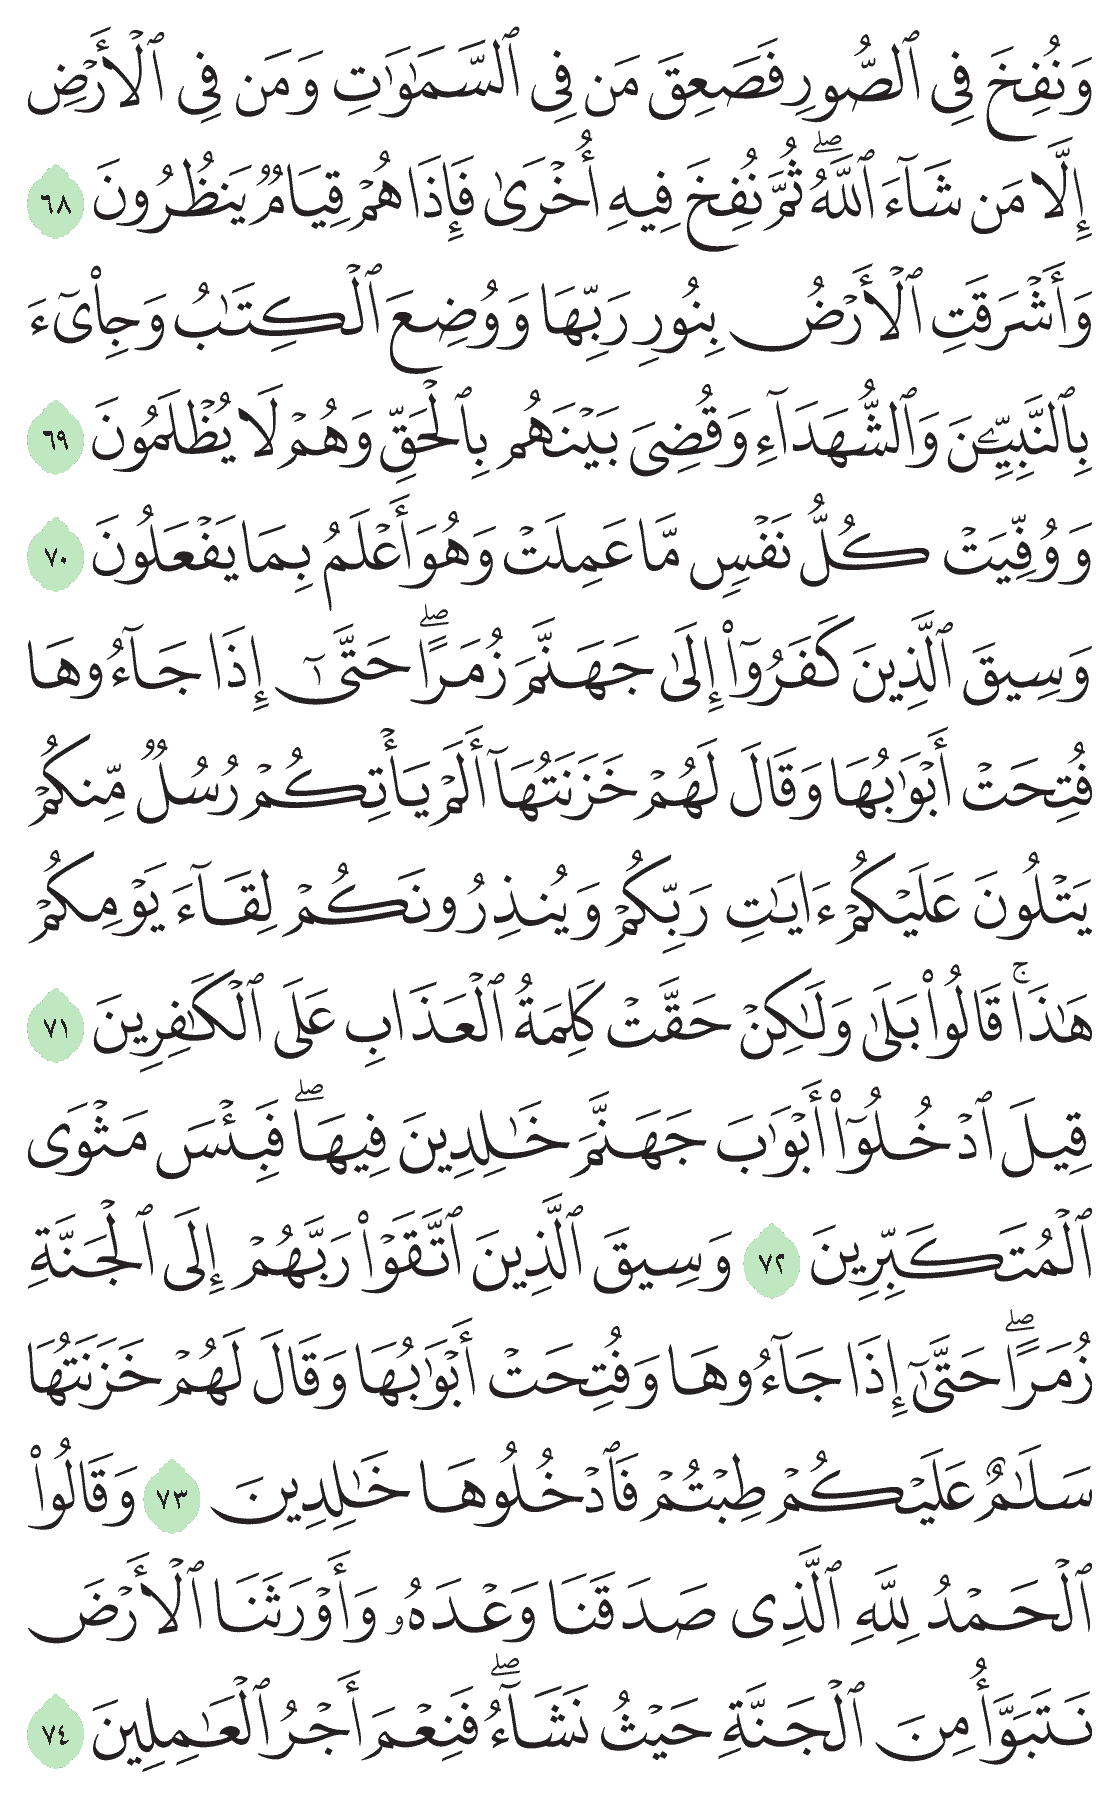 وَنُفِخَ فِى ٱلصُّورِ فَصَعِقَ مَن فِى ٱلسَّمَٰوَٰتِ وَمَن فِى ٱلْأَرْضِ
إِلَّا مَن شَآءَ ٱللَّهُ ۖ ثُمَّ نُفِخَ فِيهِ أُخْرَىٰ فَإِذَا هُمْ قِيَامٌ يَنظُرُونَ ٦٨
وَأَشْرَقَتِ ٱلْأَرْضُ بِنُورِ رَبِّهَا وَوُضِعَ ٱلْكِتَٰبُ وَجِا۟ىٓءَ
بِٱلنَّبِيِّۦنَ وَٱلشُّهَدَآءِ وَقُضِىَ بَيْنَهُم بِٱلْحَقِّ وَهُمْ لَا يُظْلَمُونَ ٦٩
وَوُفِّيَتْ كُلُّ نَفْسٍ مَّا عَمِلَتْ وَهُوَ أَعْلَمُ بِمَا يَفْعَلُونَ ٧٠
وَسِيقَ ٱلَّذِينَ كَفَرُوٓا۟ إِلَىٰ جَهَنَّمَ زُمَرًا ۖ حَتَّىٰٓ إِذَا جَآءُوهَا
فُتِحَتْ أَبْوَٰبُهَا وَقَالَ لَهُمْ خَزَنَتُهَآ أَلَمْ يَأْتِكُمْ رُسُلٌ مِّنكُمْ
يَتْلُونَ عَلَيْكُمْ ءَايَٰتِ رَبِّكُمْ وَيُنذِرُونَكُمْ لِقَآءَ يَوْمِكُمْ
هَٰذَا ۚ قَالُوا۟ بَلَىٰ وَلَٰكِنْ حَقَّتْ كَلِمَةُ ٱلْعَذَابِ عَلَى ٱلْكَٰفِرِينَ ٧١
قِيلَ ٱدْخُلُوٓا۟ أَبْوَٰبَ جَهَنَّمَ خَٰلِدِينَ فِيهَا ۖ فَبِئْسَ مَثْوَى
ٱلْمُتَكَبِّرِينَ ٧٢ وَسِيقَ ٱلَّذِينَ ٱتَّقَوْا۟ رَبَّهُمْ إِلَى ٱلْجَنَّةِ
زُمَرًا ۖ حَتَّىٰٓ إِذَا جَآءُوهَا وَفُتِحَتْ أَبْوَٰبُهَا وَقَالَ لَهُمْ خَزَنَتُهَا
سَلَٰمٌ عَلَيْكُمْ طِبْتُمْ فَٱدْخُلُوهَا خَٰلِدِينَ ٧٣ وَقَالُوا۟
ٱلْحَمْدُ لِلَّهِ ٱلَّذِى صَدَقَنَا وَعْدَهُۥ وَأَوْرَثَنَا ٱلْأَرْضَ
نَتَبَوَّأُ مِنَ ٱلْجَنَّةِ حَيْثُ نَشَآءُ ۖ فَنِعْمَ أَجْرُ ٱلْعَٰمِلِينَ ٧٤